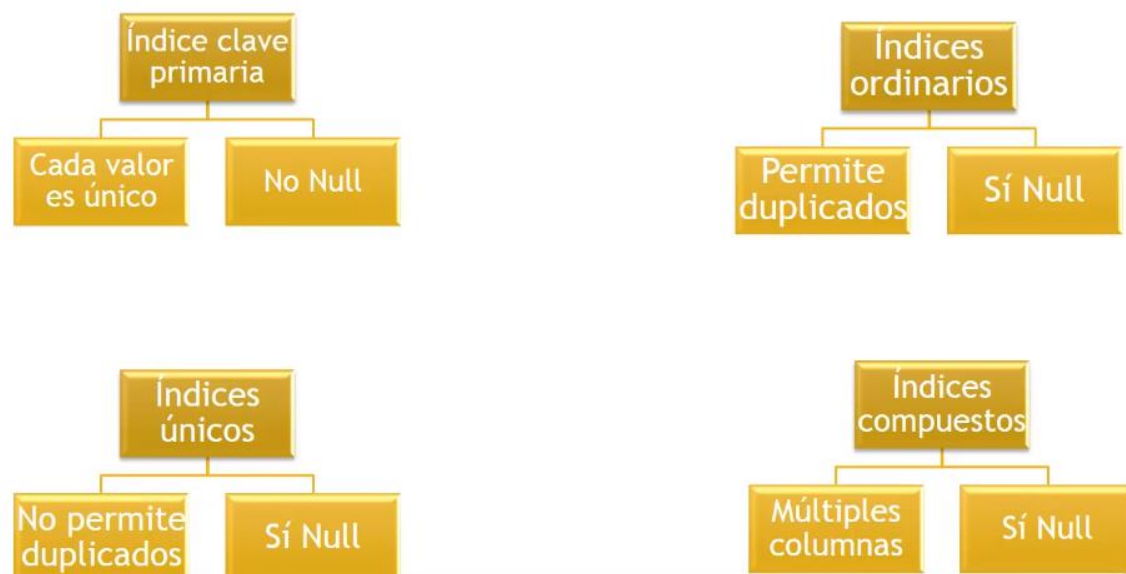 Índice clave
primaria
Cada valor
es único
No Null
Índices
ordinarios
Permite
duplicados
Sí Null
Índices
únicos
No permite
duplicados
Sí Null
Índices
compuestos
Múltiples
columnas
Sí Null